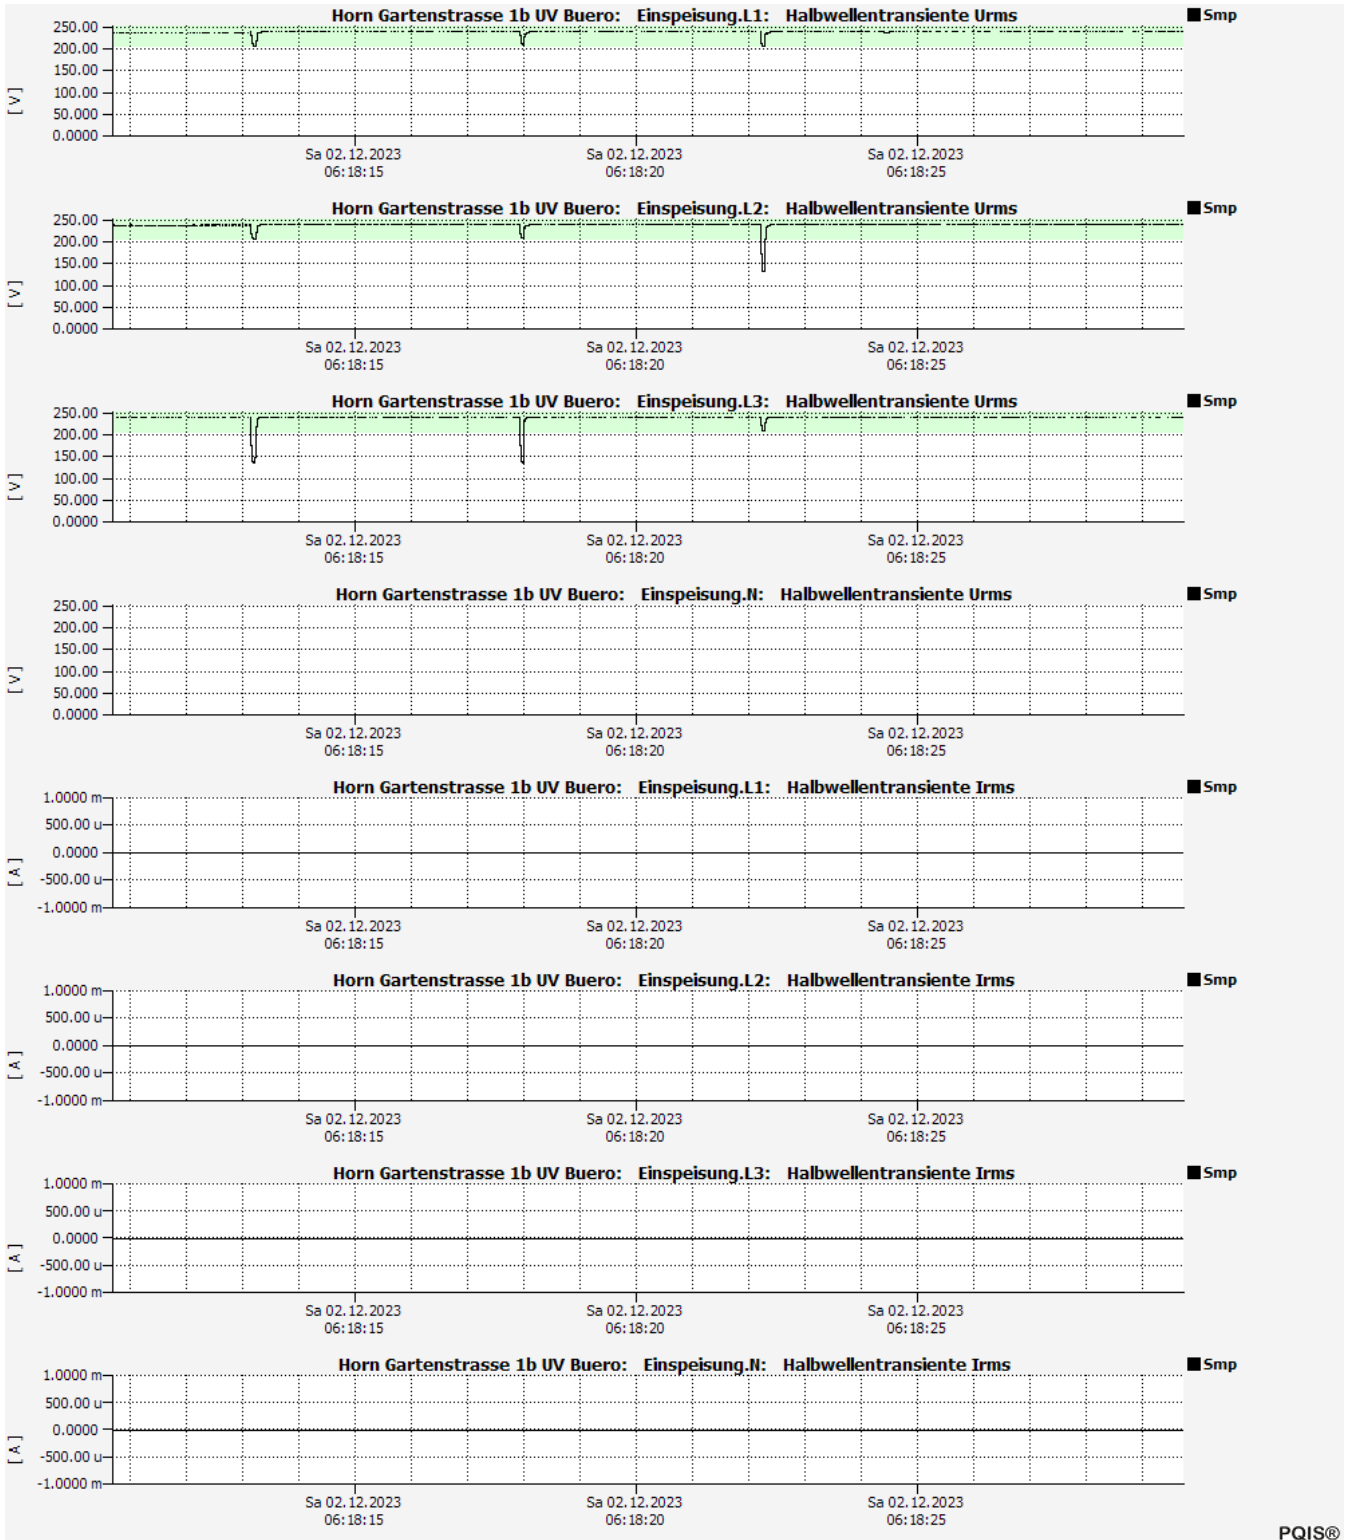 Horn Gartenstrasse 1b UV Buero: Einspeisung.L1: Halbwellentransiente Urms
Smp
250.00
200.00
150.00
100.00
50.000
0.0000
[ V ]
Sa 02.12.2023 Sa 02.12.2023 Sa 02.12.2023
06:18:15 06:18:20 06:18:25
Horn Gartenstrasse 1b UV Buero: Einspeisung.L2: Halbwellentransiente Urms
Smp
250.00
200.00
150.00
100.00
50.000
0.0000
[ V ]
Sa 02.12.2023 Sa 02.12.2023 Sa 02.12.2023
06:18:15 06:18:20 06:18:25
Horn Gartenstrasse 1b UV Buero: Einspeisung.L3: Halbwellentransiente Urms
Smp
250.00
200.00
150.00
100.00
50.000
0.0000
[ V ]
Sa 02.12.2023 Sa 02.12.2023 Sa 02.12.2023
06:18:15 06:18:20 06:18:25
Horn Gartenstrasse 1b UV Buero: Einspeisung.N: Halbwellentransiente Urms
Smp
250.00
200.00
150.00
100.00
50.000
0.0000
[ V ]
Sa 02.12.2023 Sa 02.12.2023 Sa 02.12.2023
06:18:15 06:18:20 06:18:25
Horn Gartenstrasse 1b UV Buero: Einspeisung.L1: Halbwellentransiente Irms
Smp
1.0000 m
500.00 u
0.0000
-500.00 u
-1.0000 m
[ A ]
Sa 02.12.2023 Sa 02.12.2023 Sa 02.12.2023
06:18:15 06:18:20 06:18:25
Horn Gartenstrasse 1b UV Buero: Einspeisung.L2: Halbwellentransiente Irms
Smp
1.0000 m
500.00 u
0.0000
-500.00 u
-1.0000 m
[ A ]
Sa 02.12.2023 Sa 02.12.2023 Sa 02.12.2023
06:18:15 06:18:20 06:18:25
Horn Gartenstrasse 1b UV Buero: Einspeisung.L3: Halbwellentransiente Irms
Smp
1.0000 m
500.00 u
0.0000
-500.00 u
-1.0000 m
[ A ]
Sa 02.12.2023 Sa 02.12.2023 Sa 02.12.2023
06:18:15 06:18:20 06:18:25
Horn Gartenstrasse 1b UV Buero: Einspeisung.N: Halbwellentransiente Irms
Smp
1.0000 m
500.00 u
0.0000
-500.00 u
-1.0000 m
[ A ]
Sa 02.12.2023 Sa 02.12.2023 Sa 02.12.2023
06:18:15 06:18:20 06:18:25
PQIS®